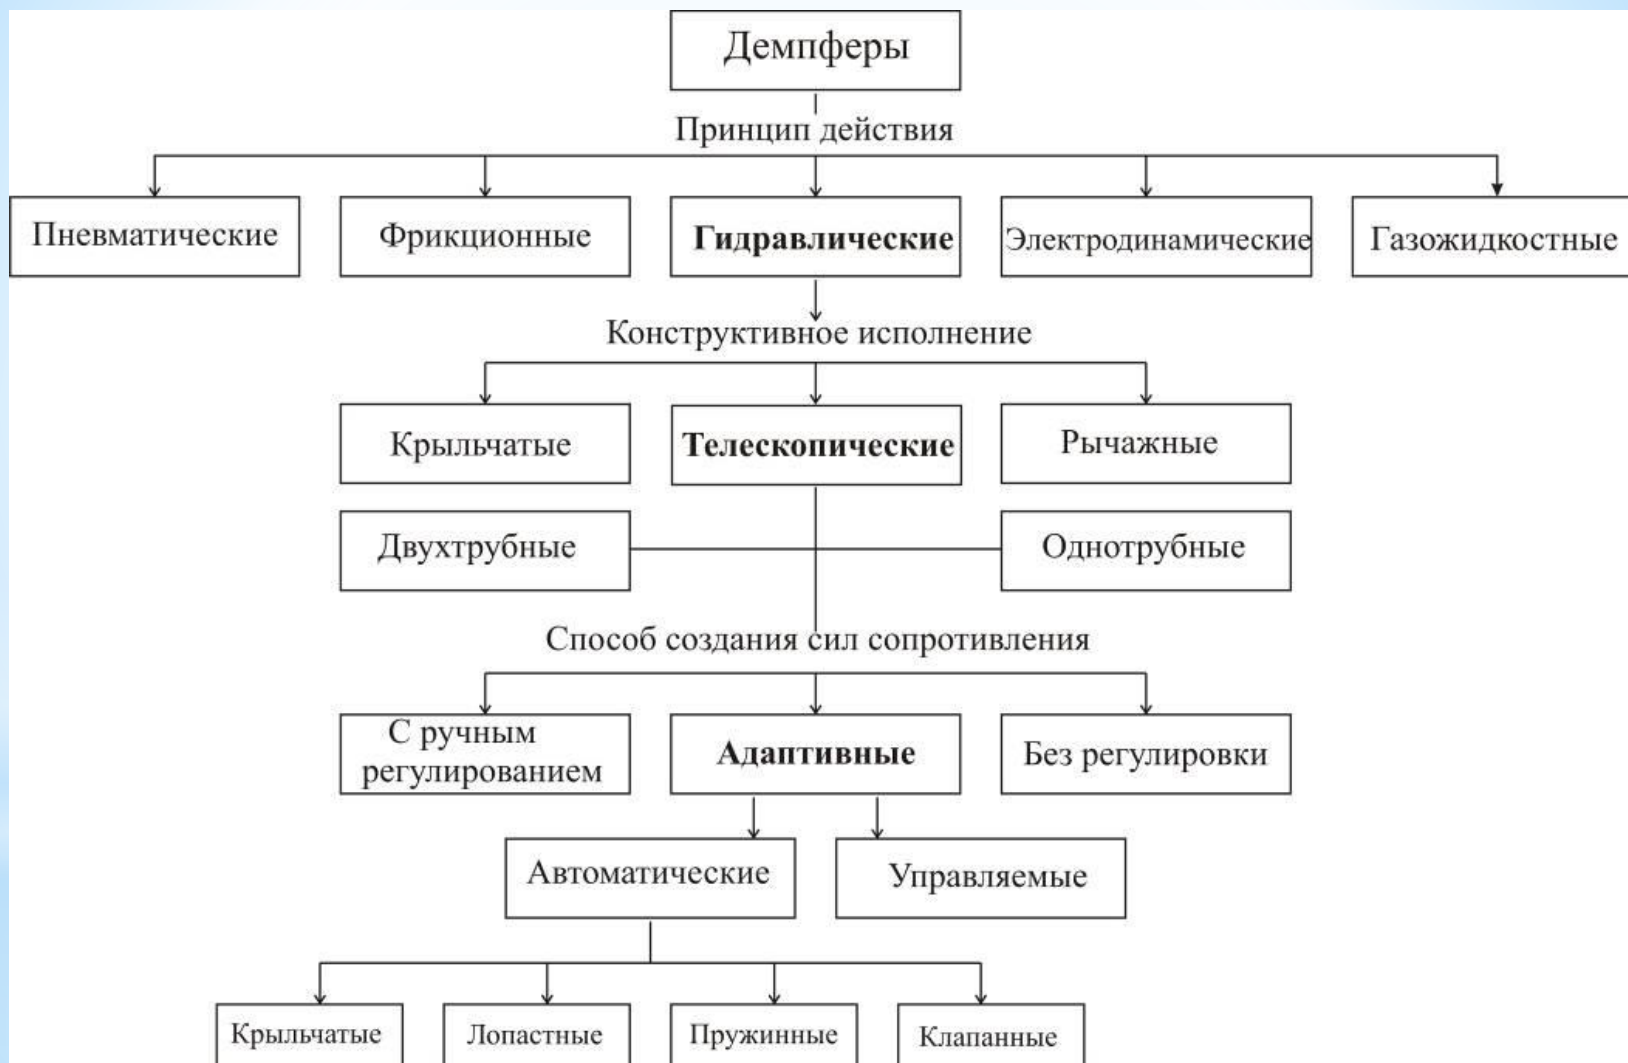 Демпферы
Принцип действия
Пневматические
Фрикционные
Гидравлические
Электродинамические
Газожидкостные
Конструктивное исполнение
Крыльчатые
Телескопические
Рычажные
Двухтрубные
Однотрубные
Способ создания сил сопротивления
С ручным
регулированием
Адаптивные
Без регулировки
Автоматические
Управляемые
Крыльчатые
Лопастные
Пружинные
Клапанные